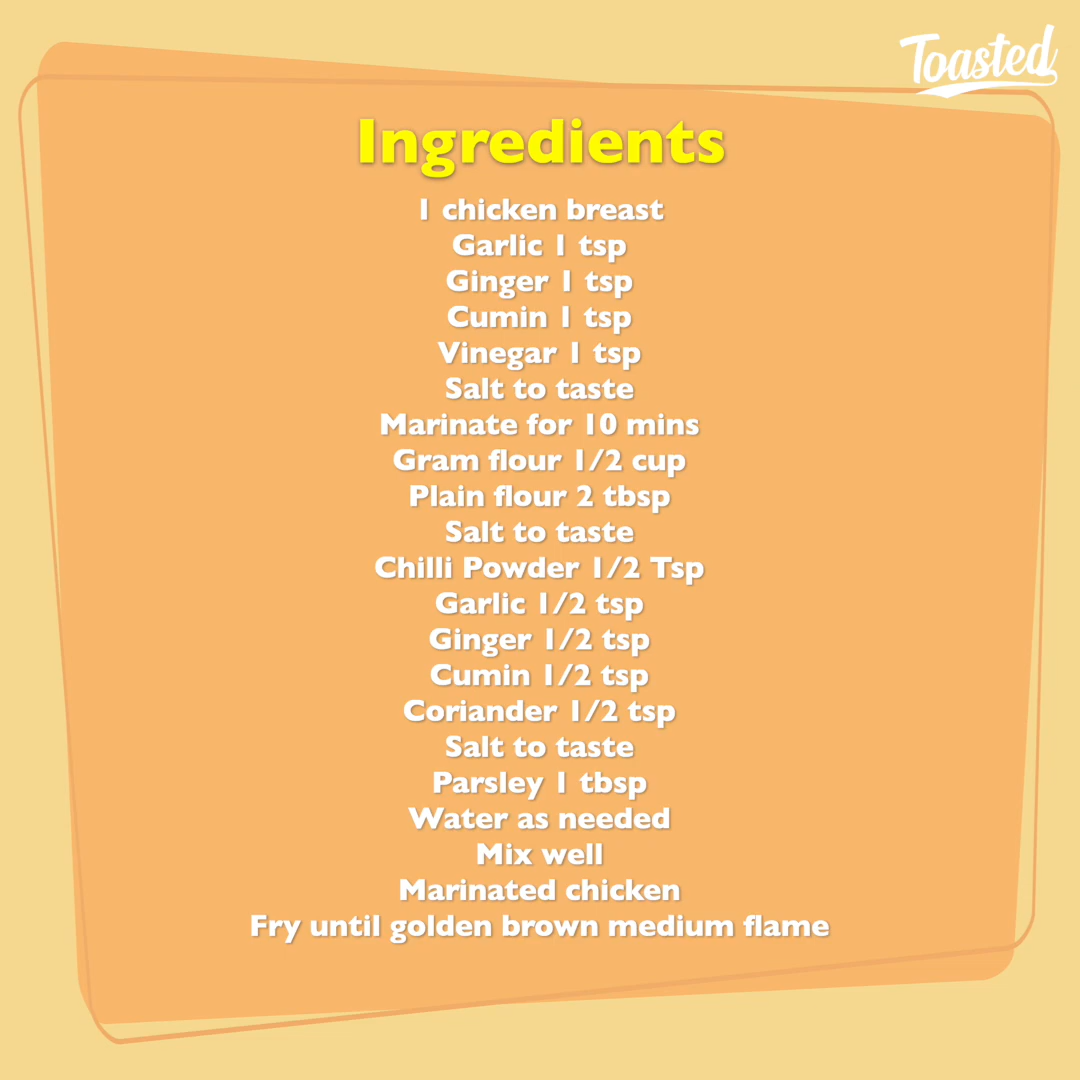 Toasted
Ingredients
1 chicken breast
Garlic 1 tsp
Ginger 1 tsp
Cumin 1 tsp
Vinegar 1 tsp
Salt to taste
Marinate for 10 mins
Gram flour 1/2 cup
Plain flour 2 tbsp
Salt to taste
Chilli Powder 1/2 Tsp
Garlic 1/2 tsp
Ginger 1/2 tsp
Cumin 1/2 tsp
Coriander 1/2 tsp
Salt to taste
Parsley 1 tbsp
Water as needed
Mix well
Marinated chicken
Fry until golden brown medium flame